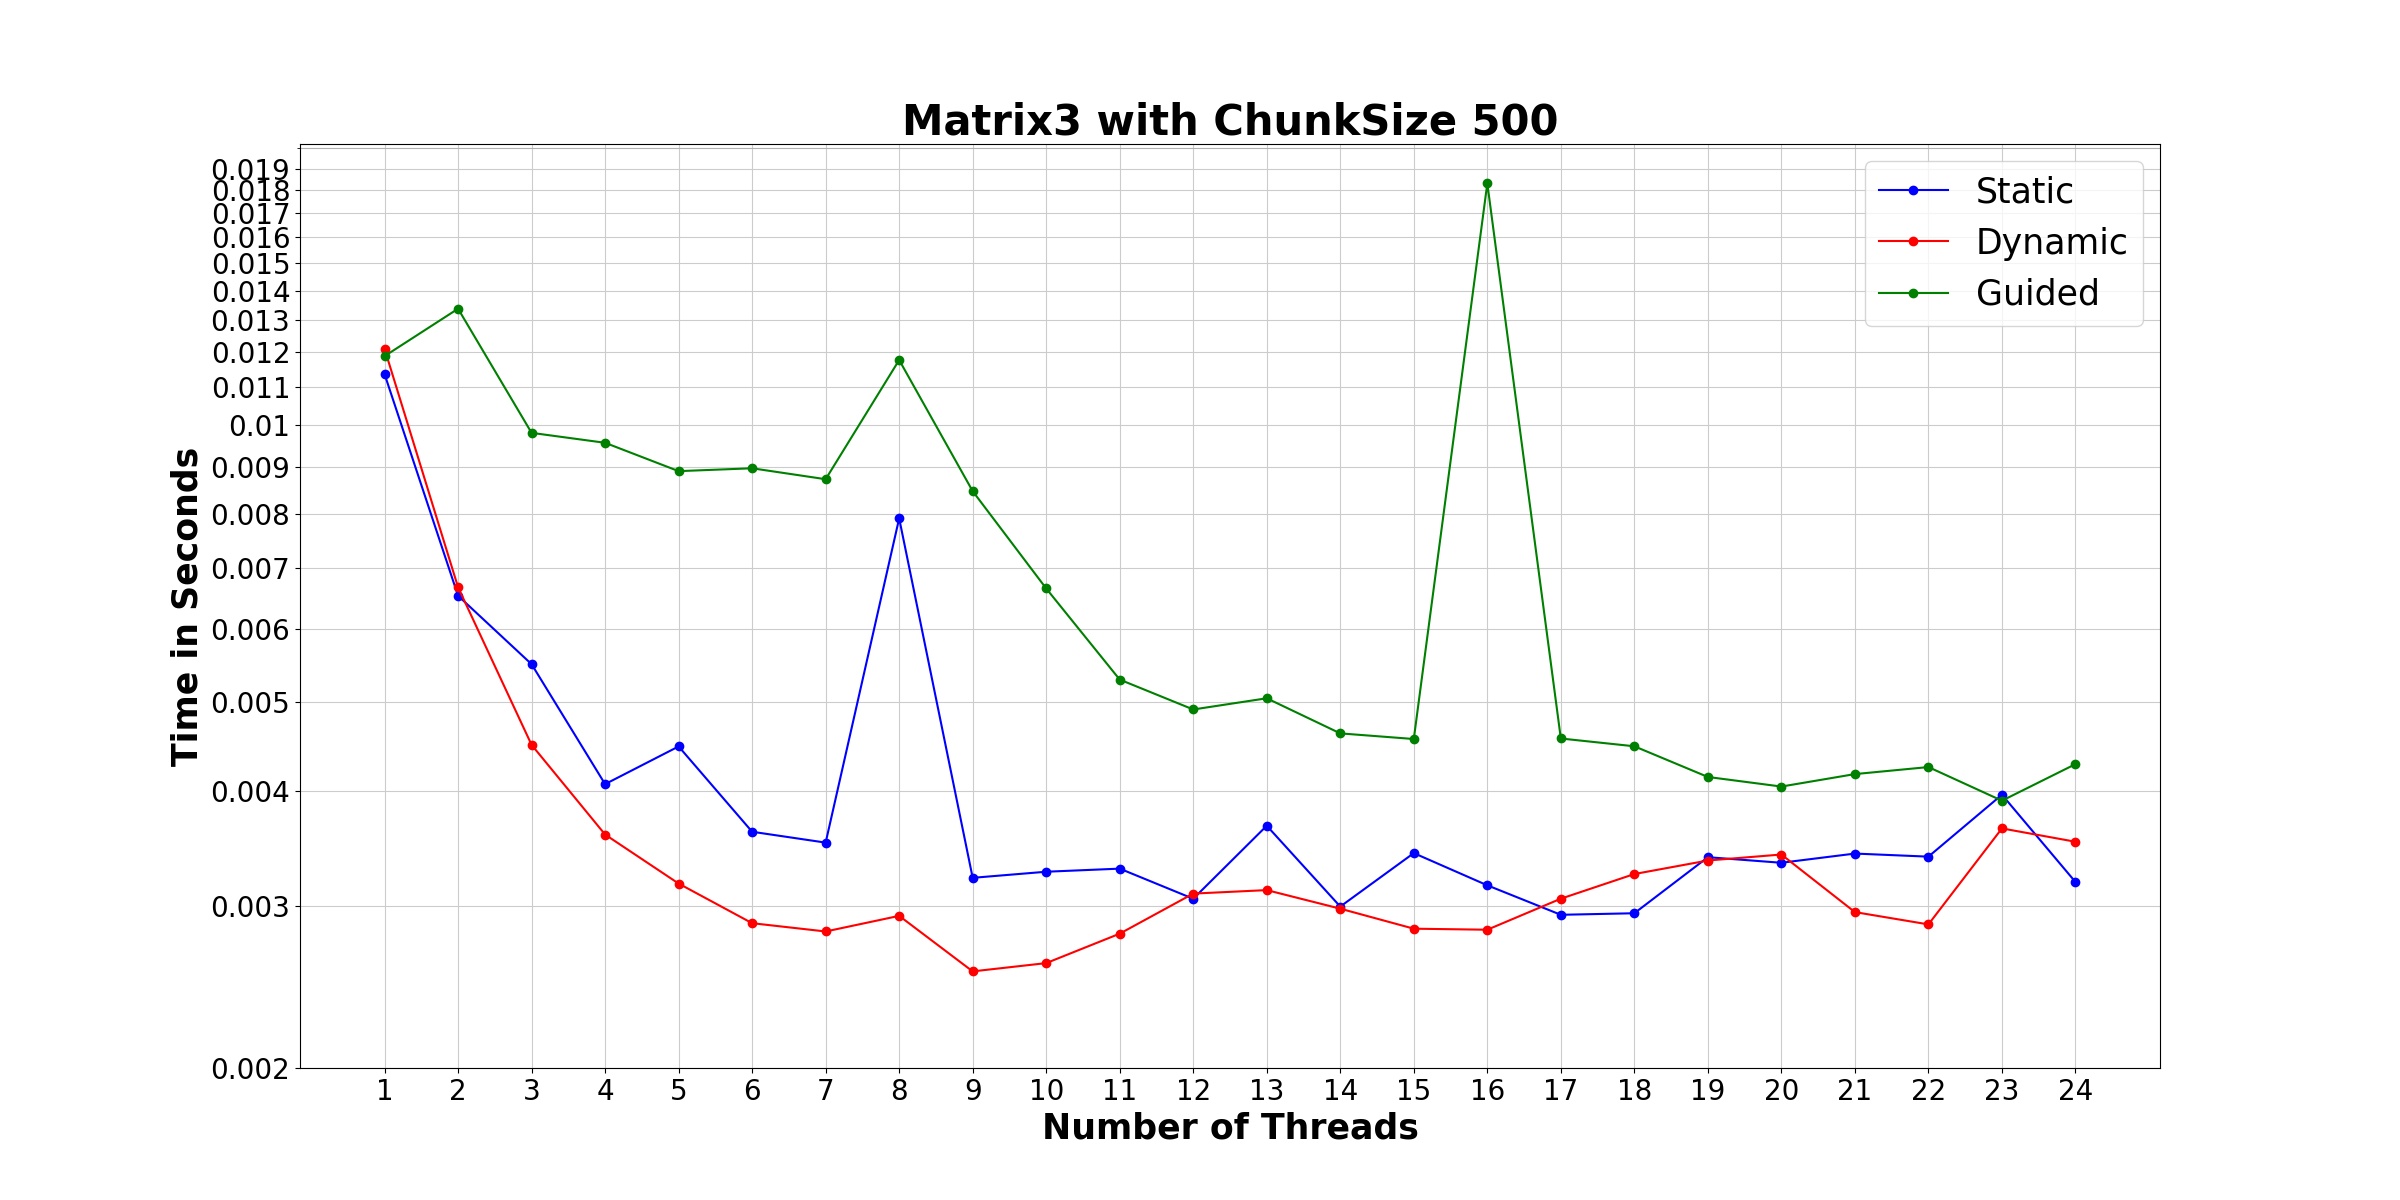 Matrix3 with ChunkSize 500
0.019
0.018
0.017
0.016
0.015
0.014
0.013
0.012
0.011
0.01
0.009
0.008
0.007
0.006
0.005
0.004
0.003
0.002
Time in Seconds
Static
Dynamic
Guided
1 2 3 4 5 6 7 8 9 10 11 12 13 14 15 16 17 18 19 20 21 22 23 24
Number of Threads